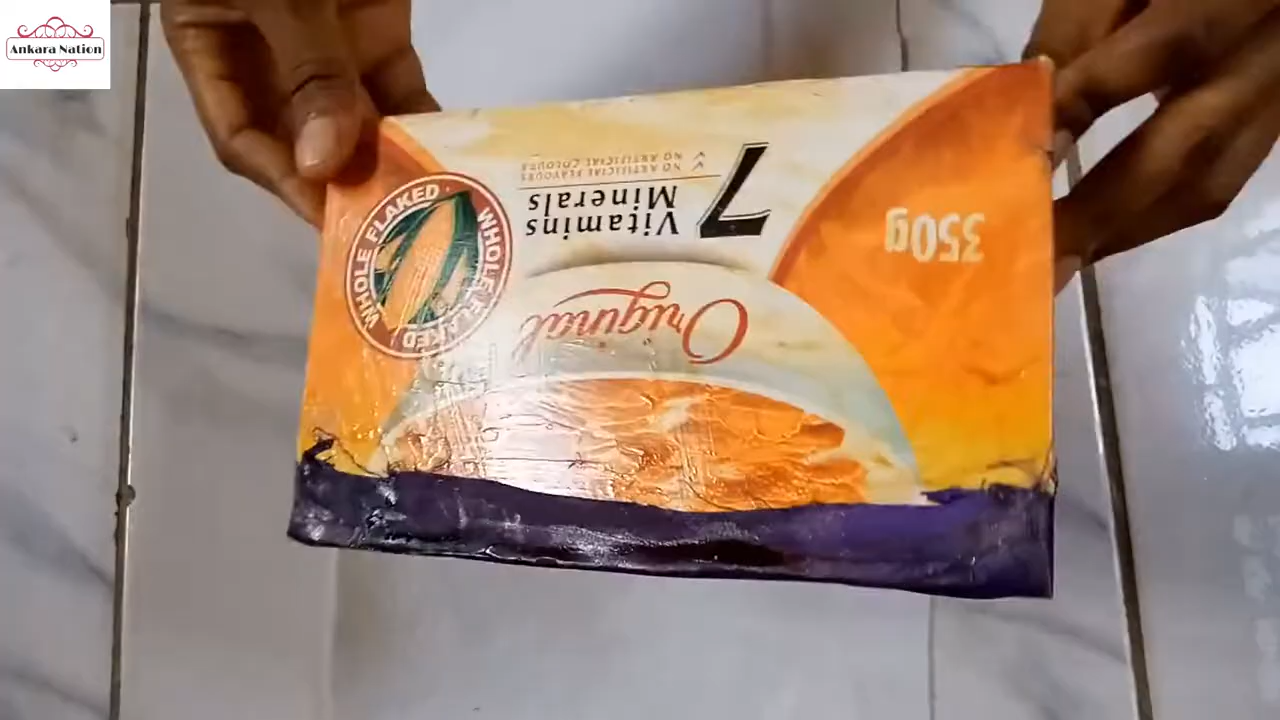 Ankara Nation
350g
Original
7 Vitamins
Minerals
NO ARTIFICIAL FLAVOURS
NO ARTIFICIAL COLOURS
WHOLE FLAKED · WHOLE FLAKED